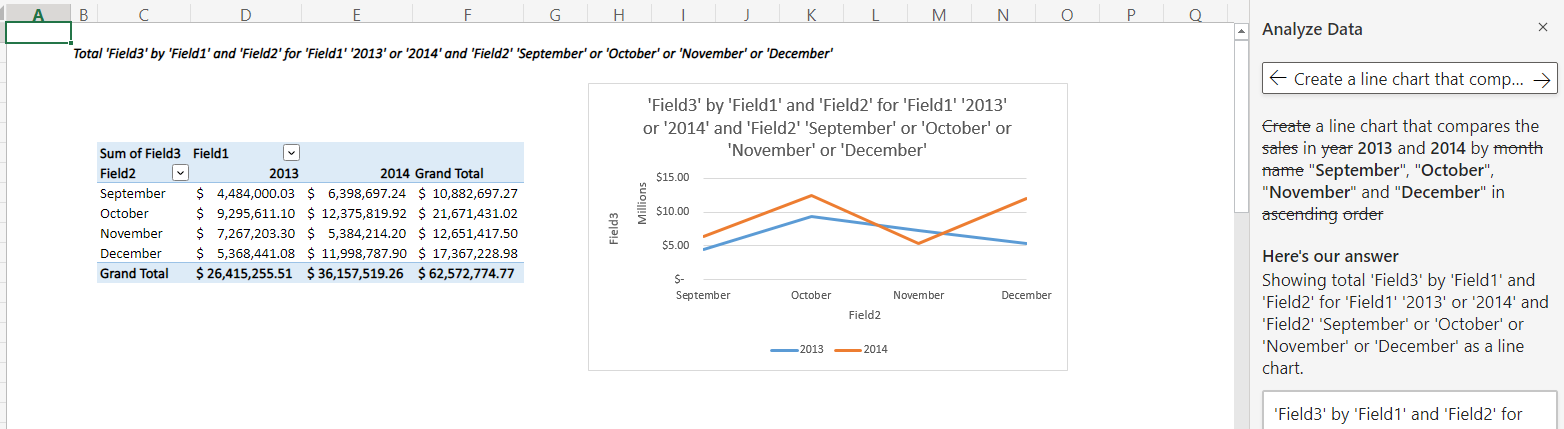 A B C D E F G H I J K L M N O P Q
Total 'Field3' by 'Field1' and 'Field2' for 'Field1' '2013' or '2014' and 'Field2' 'September' or 'October' or 'November' or 'December'
Sum of Field3 Field1
Field2 2013 2014 Grand Total
September $ 4,484,000.03 $ 6,398,697.24 $ 10,882,697.27
October $ 9,295,611.10 $ 12,375,819.92 $ 21,671,431.02
November $ 7,267,203.30 $ 5,384,214.20 $ 12,651,417.50
December $ 5,368,441.08 $ 11,998,787.90 $ 17,367,228.98
Grand Total $ 26,415,255.51 $ 36,157,519.26 $ 62,572,774.77
'Field3' by 'Field1' and 'Field2' for 'Field1' '2013'
or '2014' and 'Field2' 'September' or 'October' or
'November' or 'December'
Field3
Millions
$15.00
$10.00
$5.00
$-
September October November December
Field2
2013 2014
Analyze Data
Create a line chart that comp...
Create a line chart that compares the
sales in year 2013 and 2014 by month
name "September", "October",
"November" and "December" in
ascending order
Here's our answer
Showing total 'Field3' by 'Field1' and
'Field2' for 'Field1' '2013' or '2014' and
'Field2' 'September' or 'October' or
'November' or 'December' as a line
chart.
'Field3' by 'Field1' and 'Field2' for